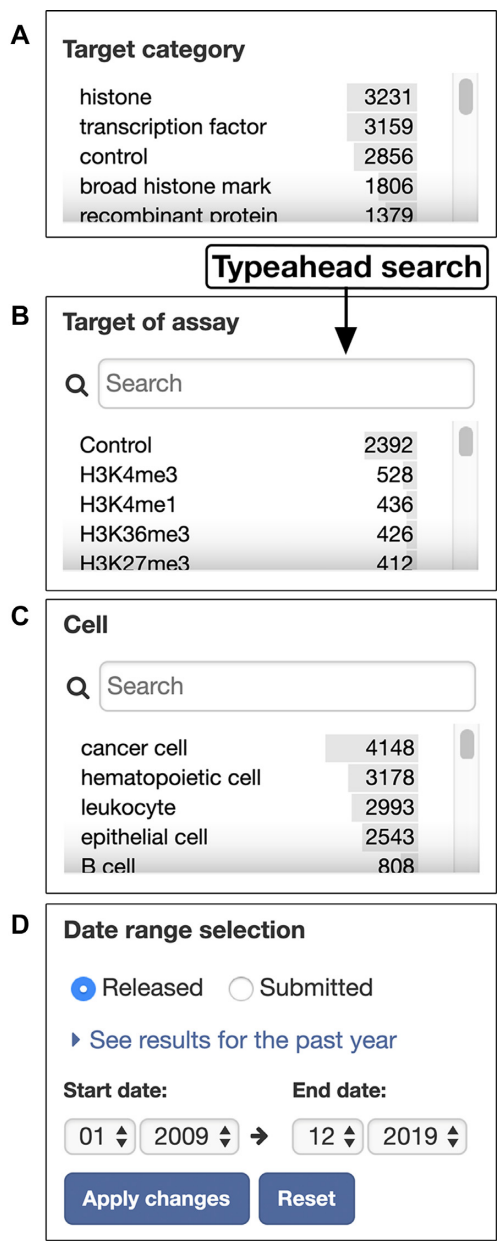 A
Target category
histone 3231
transcription factor 3159
control 2856
broad histone mark 1806
recombinant protein 1379
Typeahead search
B
Target of assay
Search
Control 2392
H3K4me3 528
H3K4me1 436
H3K36me3 426
H3K27me3 412
C
Cell
Search
cancer cell 4148
hematopoietic cell 3178
leukocyte 2993
epithelial cell 2543
B cell 808
D
Date range selection
Released Submitted
See results for the past year
Start date: End date:
01 2009 → 12 2019
Apply changes Reset